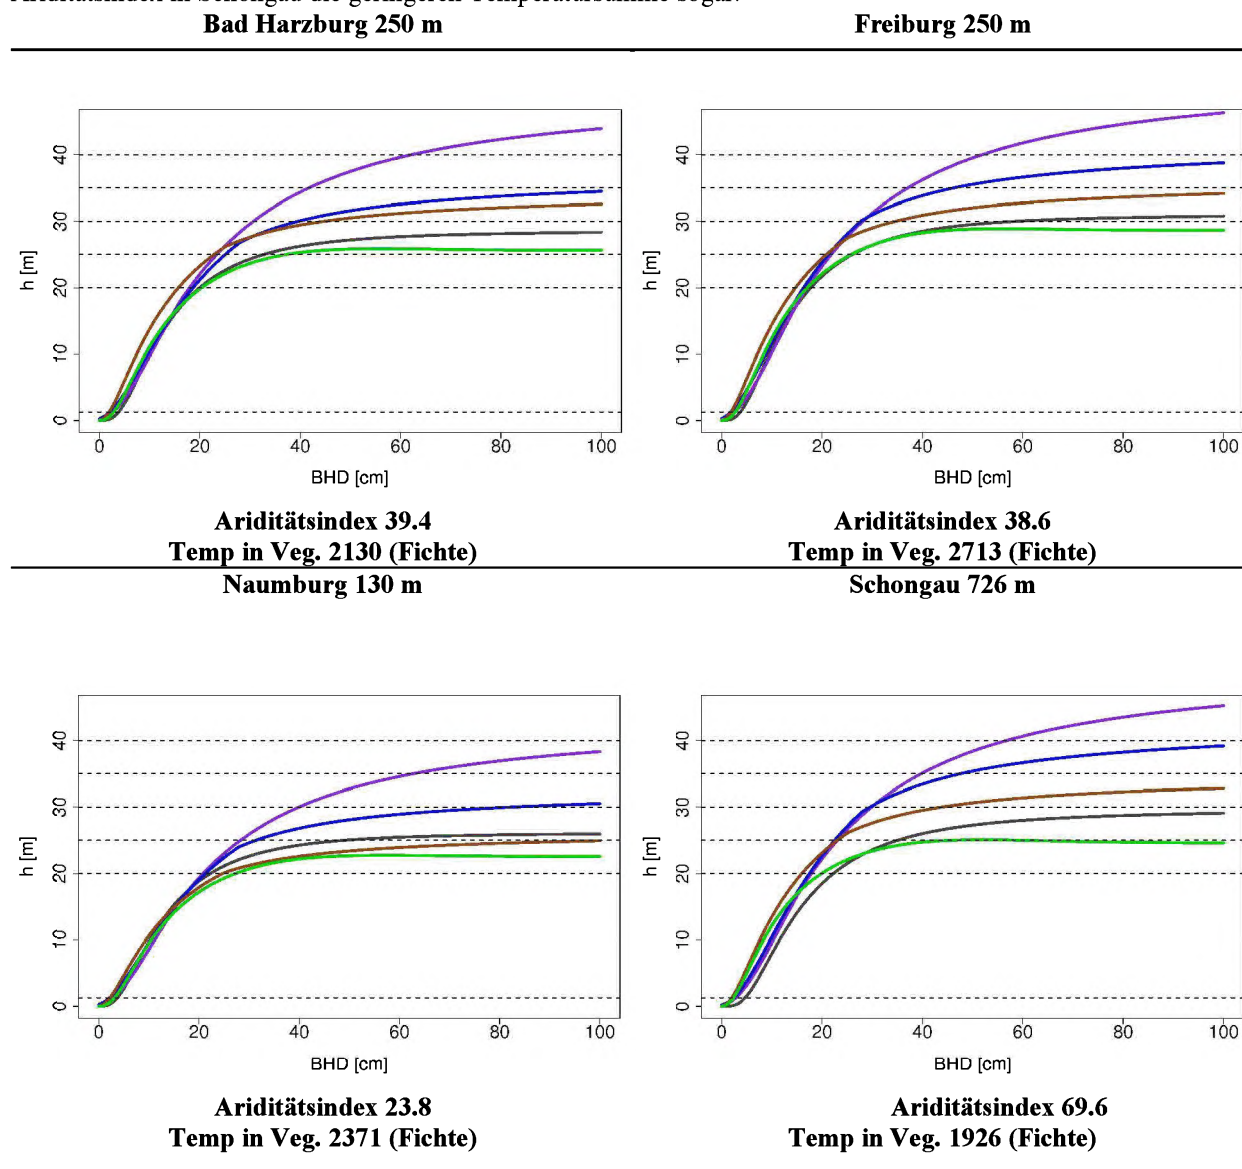 Bad Harzburg 250 m
Freiburg 250 m
h [m]
0
10
20
30
40
0 20 40 60 80 100
BHD [cm]
h [m]
0
10
20
30
40
0 20 40 60 80 100
BHD [cm]
Ariditätsindex 39.4
Temp in Veg. 2130 (Fichte)
Ariditätsindex 38.6
Temp in Veg. 2713 (Fichte)
Naumburg 130 m
Schongau 726 m
h [m]
0
10
20
30
40
0 20 40 60 80 100
BHD [cm]
h [m]
0
10
20
30
40
0 20 40 60 80 100
BHD [cm]
Ariditätsindex 23.8
Temp in Veg. 2371 (Fichte)
Ariditätsindex 69.6
Temp in Veg. 1926 (Fichte)